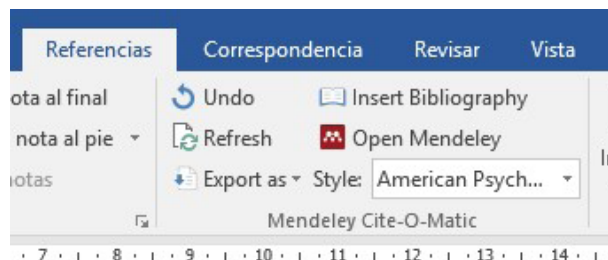 Referencias Correspondencia Revisar Vista
ota al final Undo Insert Bibliography
nota al pie Refresh Open Mendeley
notas Export as Style: American Psych...
Mendeley Cite-O-Matic
7 8 9 10 11 12 13 14